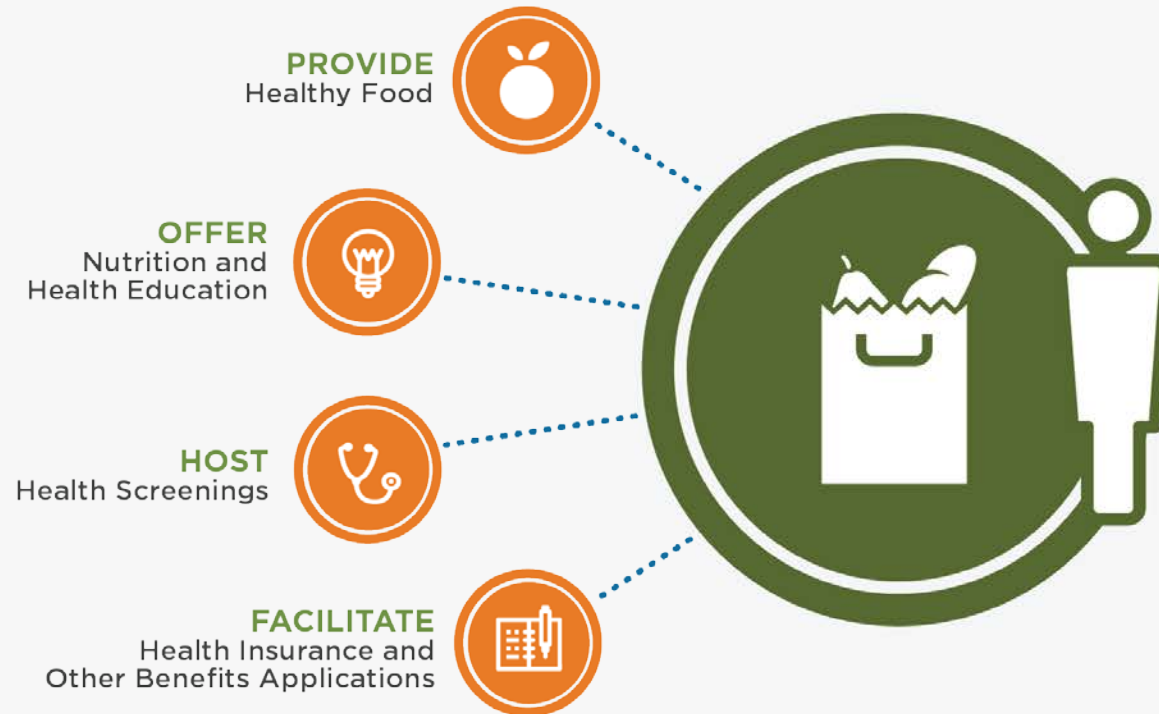 PROVIDE
Healthy Food
OFFER
Nutrition and
Health Education
HOST
Health Screenings
FACILITATE
Health Insurance and
Other Benefits Applications